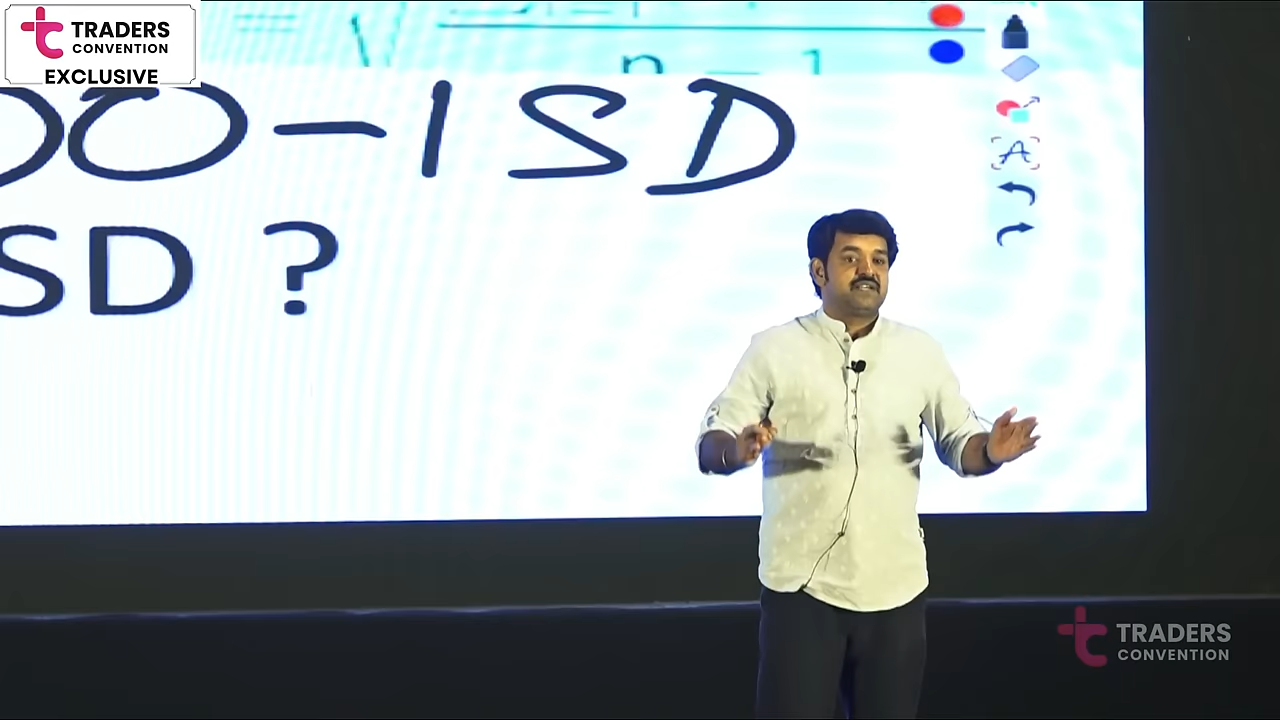 TRADERS
CONVENTION
EXCLUSIVE
n - 1
00-1SD
SD ?
TRADERS
CONVENTION